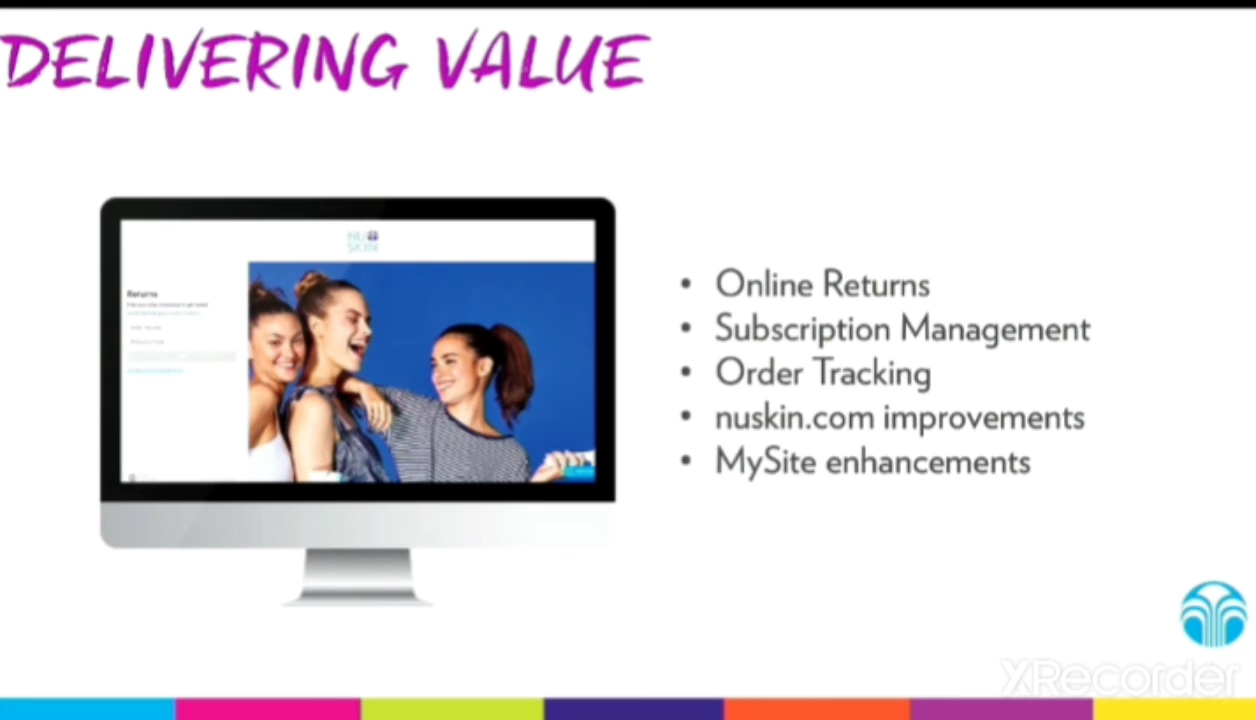 DELIVERING VALUE
NU
SKIN
Returns
• Online Returns
• Subscription Management
• Order Tracking
• nuskin.com improvements
• MySite enhancements
XRecorder